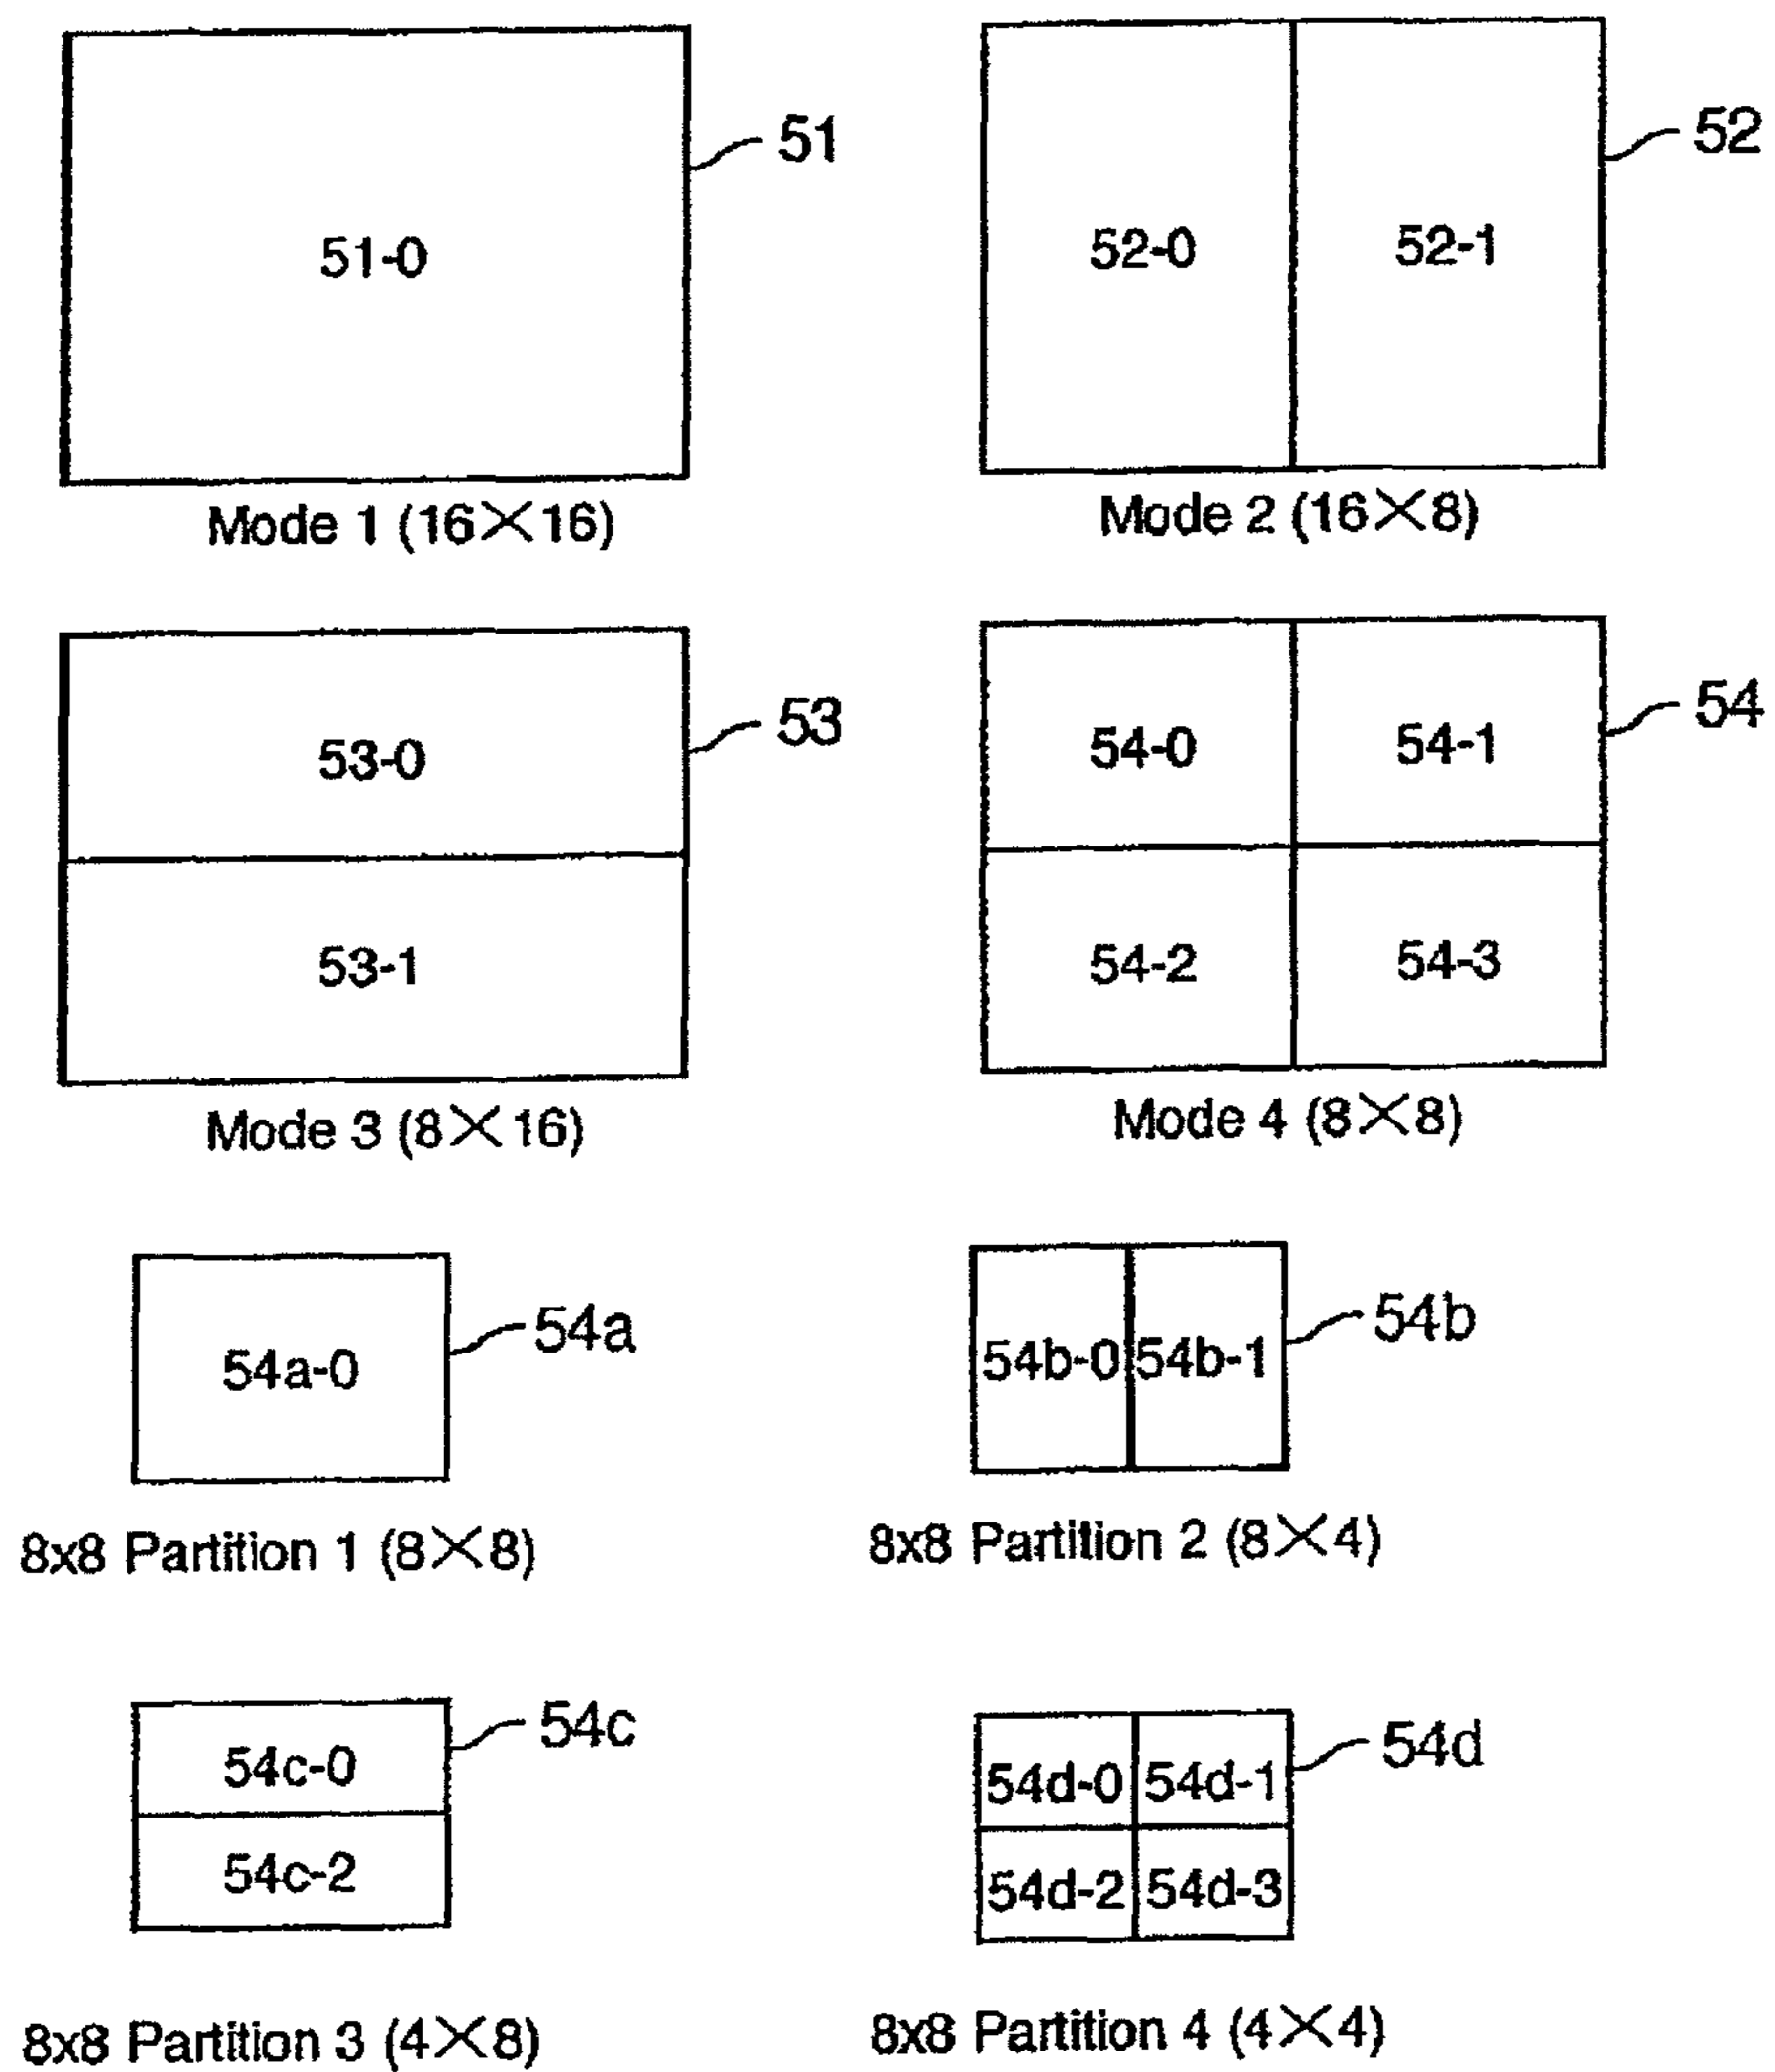 51
51-0
Mode 1 (16×16)
52
52-0 52-1
Mode 2 (16×8)
53
53-0
53-1
Mode 3 (8×16)
54
54-0 54-1
54-2 54-3
Mode 4 (8×8)
54a
54a-0
8x8 Partition 1 (8×8)
54b
54b-0 54b-1
8x8 Partition 2 (8×4)
54c
54c-0
54c-2
8x8 Partition 3 (4×8)
54d
54d-0 54d-1
54d-2 54d-3
8x8 Partition 4 (4×4)